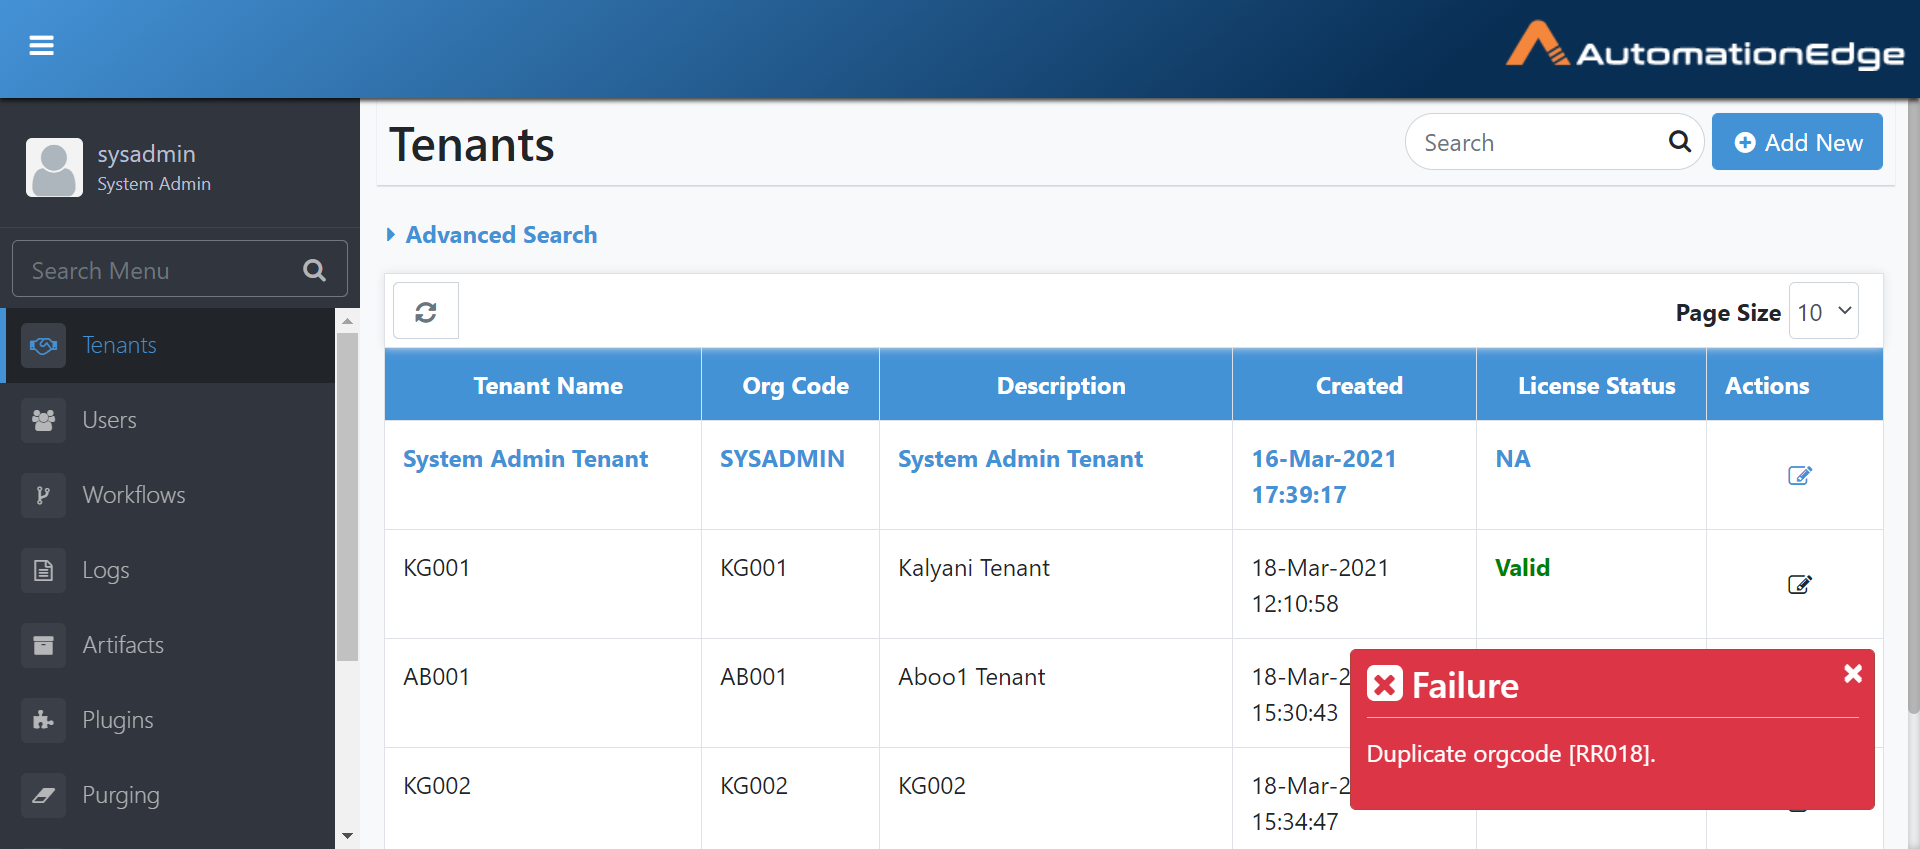 AutomationEdge
sysadmin
System Admin
Search Menu
Tenants
Users
Workflows
Logs
Artifacts
Plugins
Purging
Tenants
Search
Add New
Advanced Search
Page Size 10
Tenant Name Org Code Description Created License Status Actions
System Admin Tenant SYSADMIN System Admin Tenant 16-Mar-2021 NA
17:39:17
KG001 KG001 Kalyani Tenant 18-Mar-2021 Valid
12:10:58
AB001 AB001 Aboo1 Tenant 18-Mar-2
15:30:43
KG002 KG002 KG002 18-Mar-2
15:34:47
Failure
Duplicate orgcode [RR018].